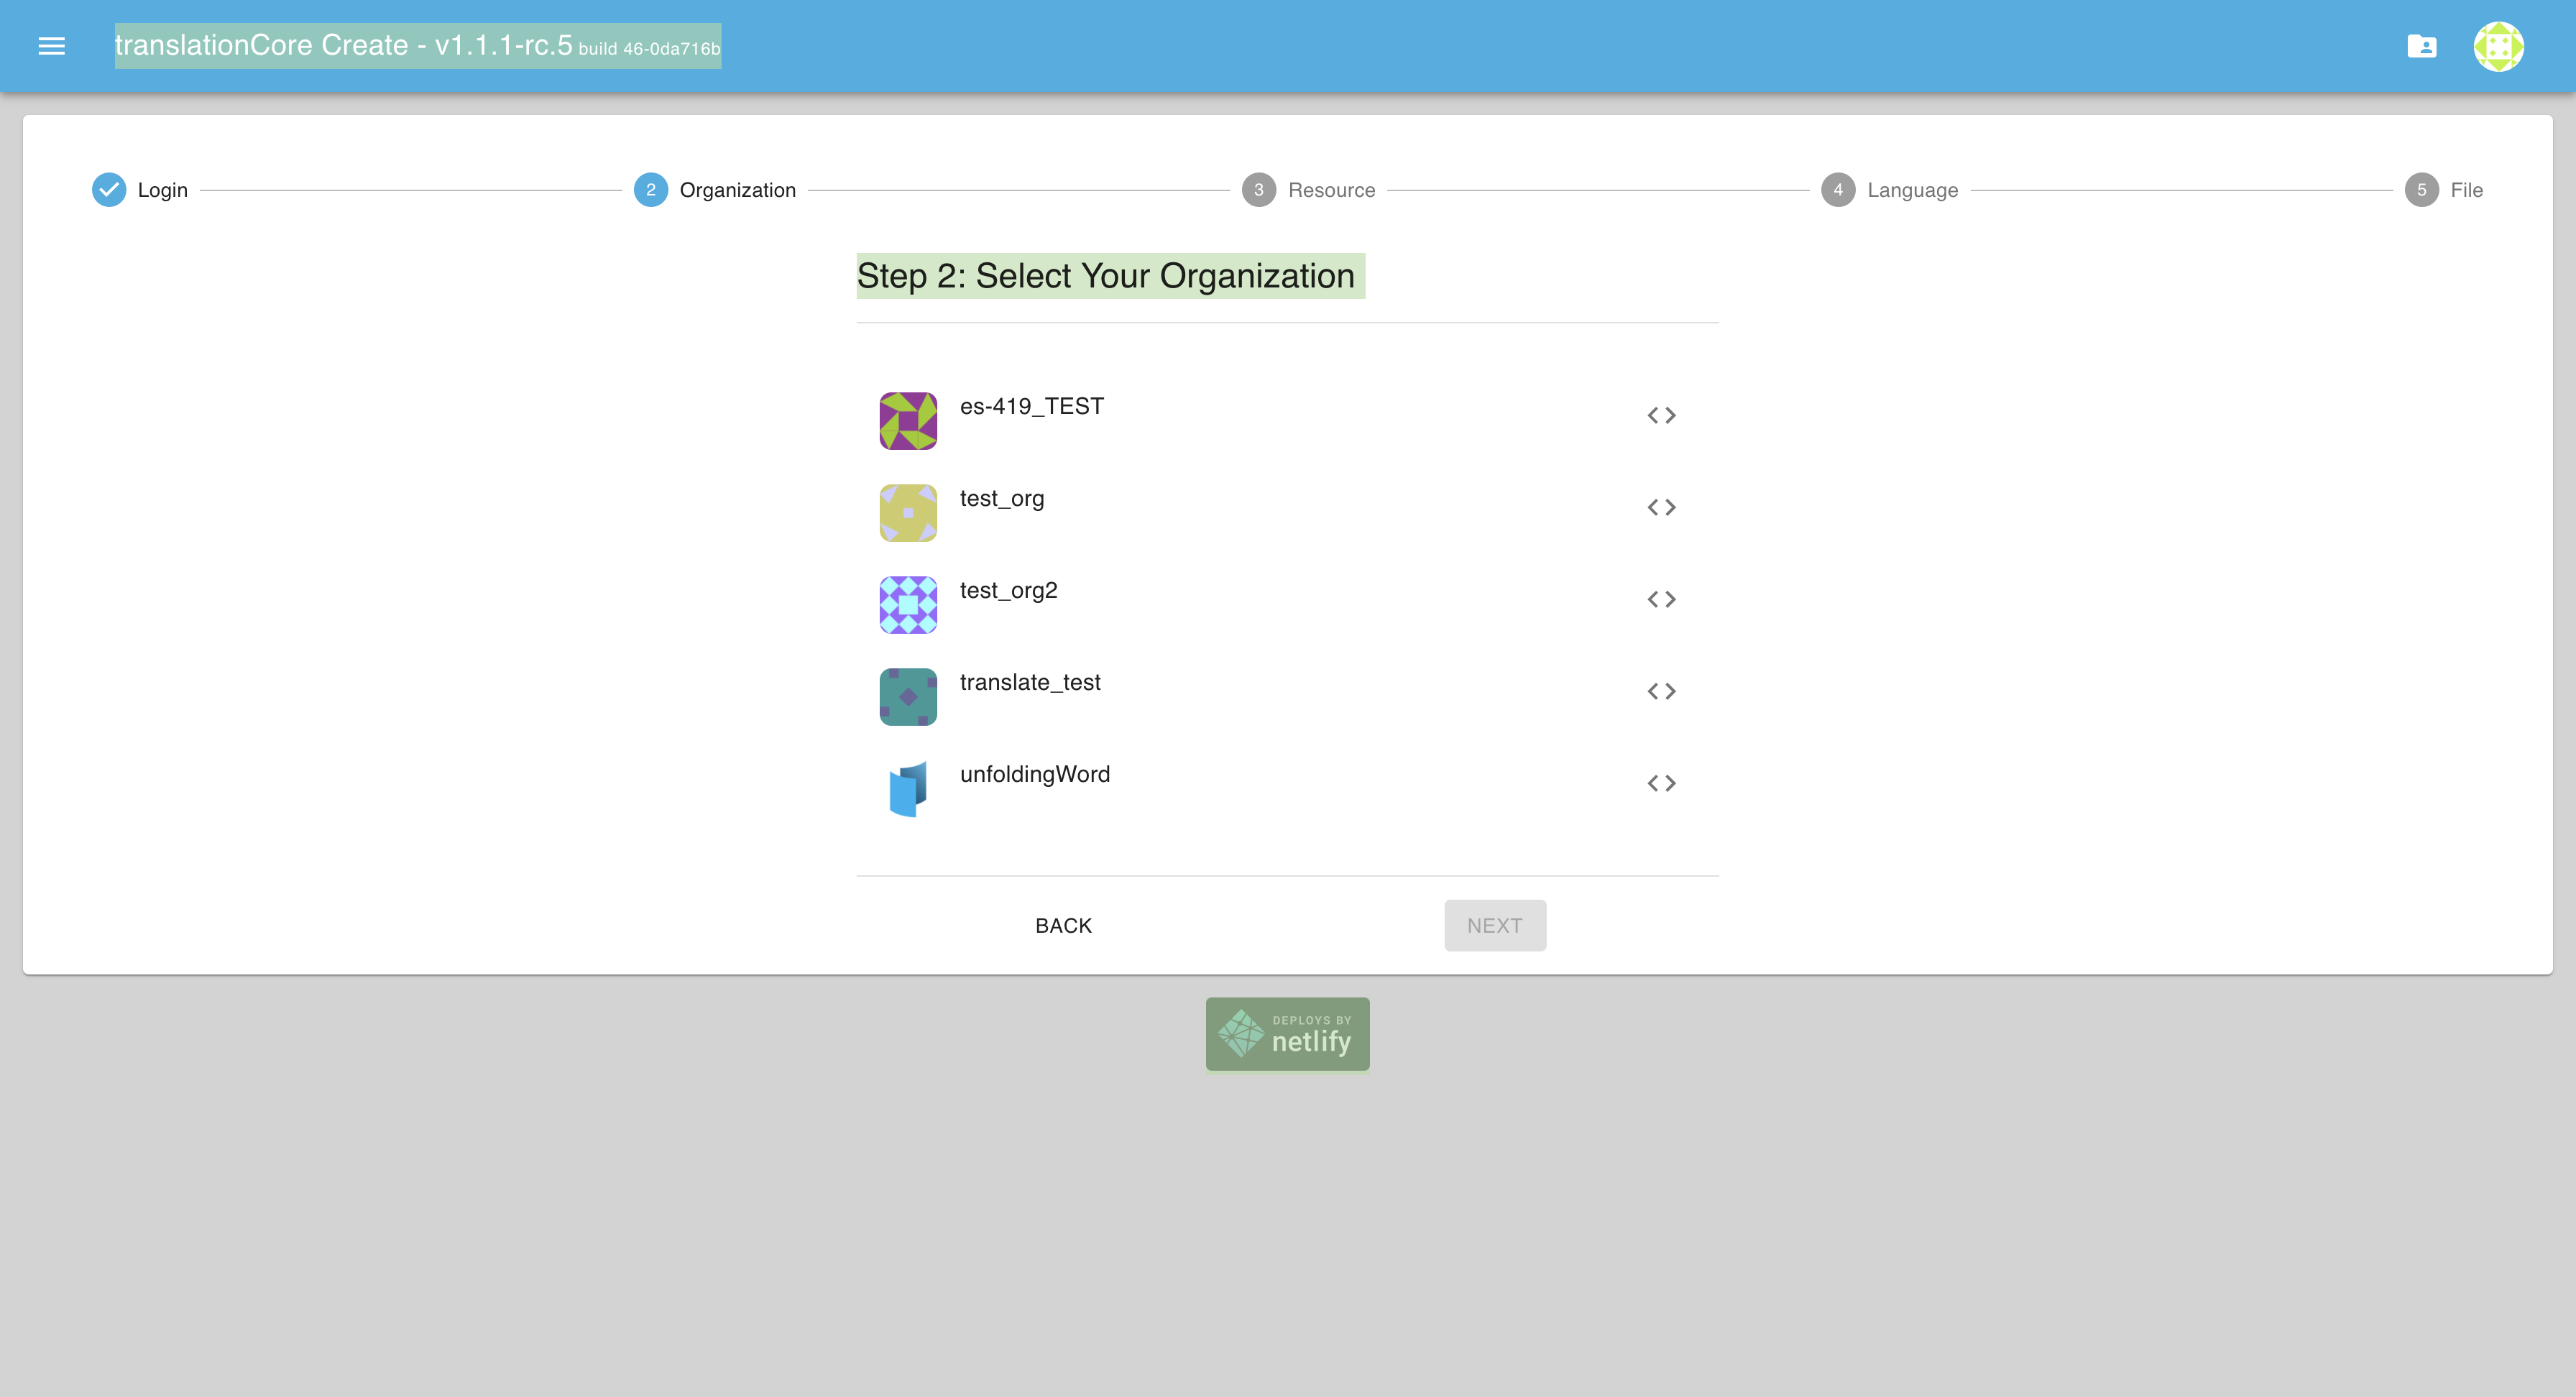 translationCore Create - v1.1.1-rc.5 build 46-0da716b
Login
2 Organization
3 Resource
4 Language
5 File
Step 2: Select Your Organization
es-419_TEST
test_org
test_org2
translate_test
unfoldingWord
BACK
NEXT
DEPLOYS BY
netlify